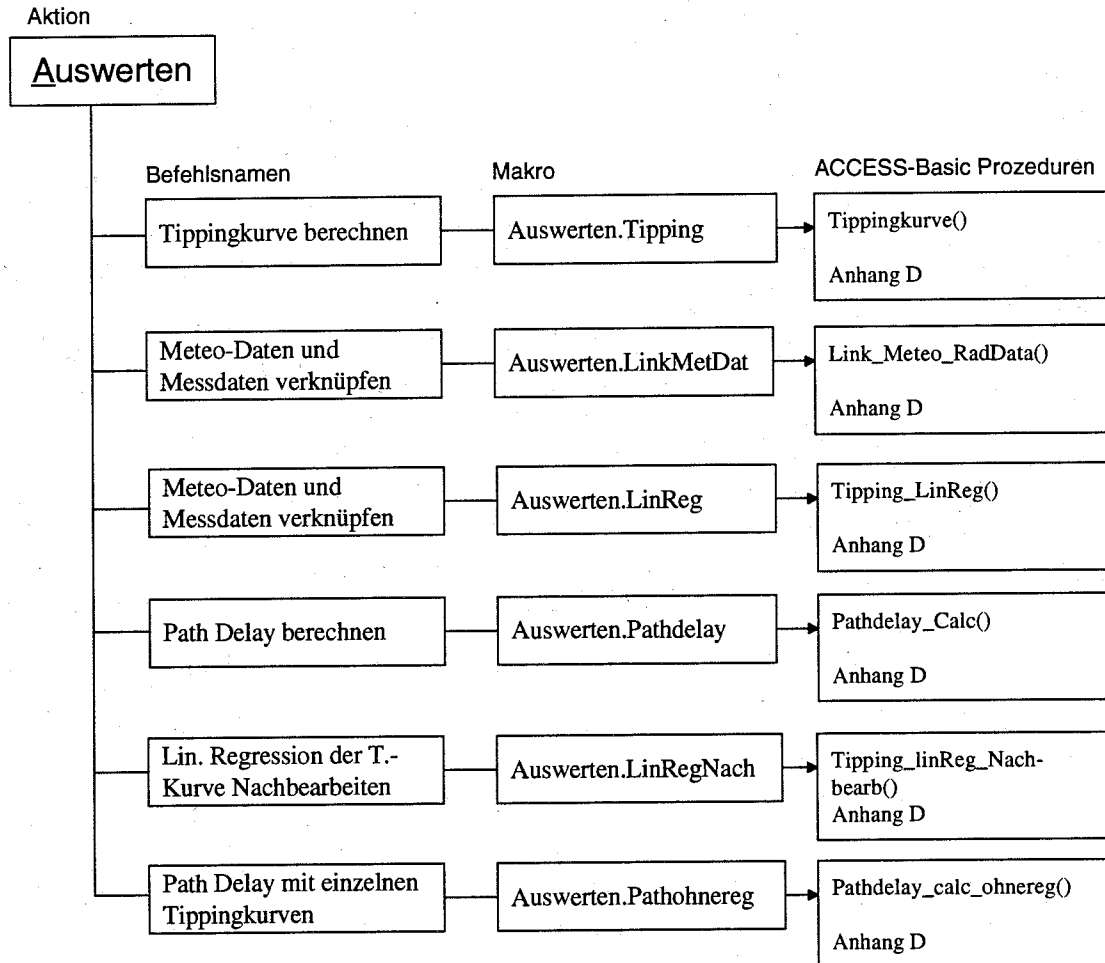 Aktion
Auswerten
Befehlsnamen
Makro
ACCESS-Basic Prozeduren
Tippingkurve berechnen
Auswerten.Tipping
Tippingkurve()
Anhang D
Meteo-Daten und
Messdaten verknüpfen
Auswerten.LinkMetDat
Link_Meteo_RadData()
Anhang D
Meteo-Daten und
Messdaten verknüpfen
Auswerten.LinReg
Tipping_LinReg()
Anhang D
Path Delay berechnen
Auswerten.Pathdelay
Pathdelay_Calc()
Anhang D
Lin. Regression der T.-
Kurve Nachbearbeiten
Auswerten.LinRegNach
Tipping_linReg_Nach-
bearb()
Anhang D
Path Delay mit einzelnen
Tippingkurven
Auswerten.Pathohnereg
Pathdelay_calc_ohnereg()
Anhang D